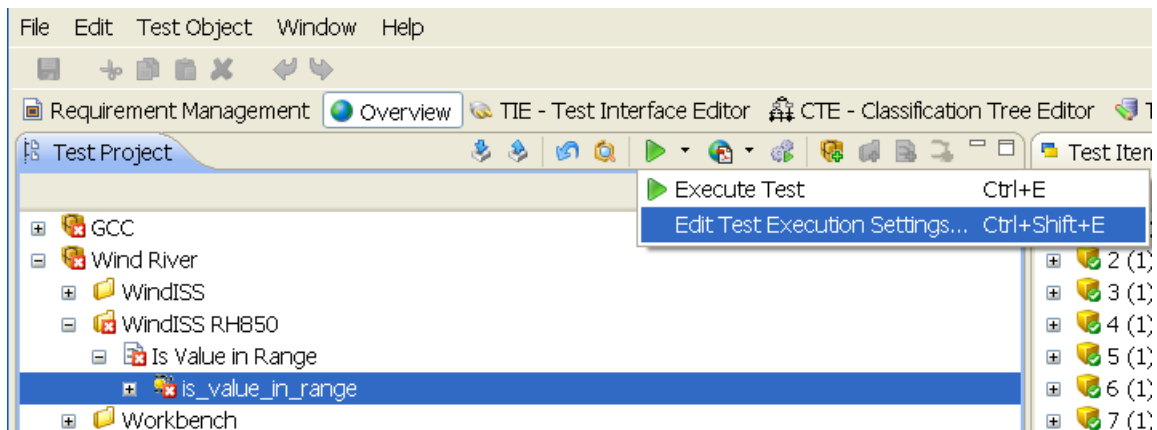 File Edit Test Object Window Help
Requirement Management Overview TIE - Test Interface Editor CTE - Classification Tree Editor T
Test Project Test Iten
Execute Test Ctrl+E
Edit Test Execution Settings... Ctrl+Shift+E
GCC
Wind River 2 (1)
WindISS 3 (1)
WindISS RH850 4 (1)
Is Value in Range 5 (1)
is_value_in_range 6 (1)
Workbench 7 (1)